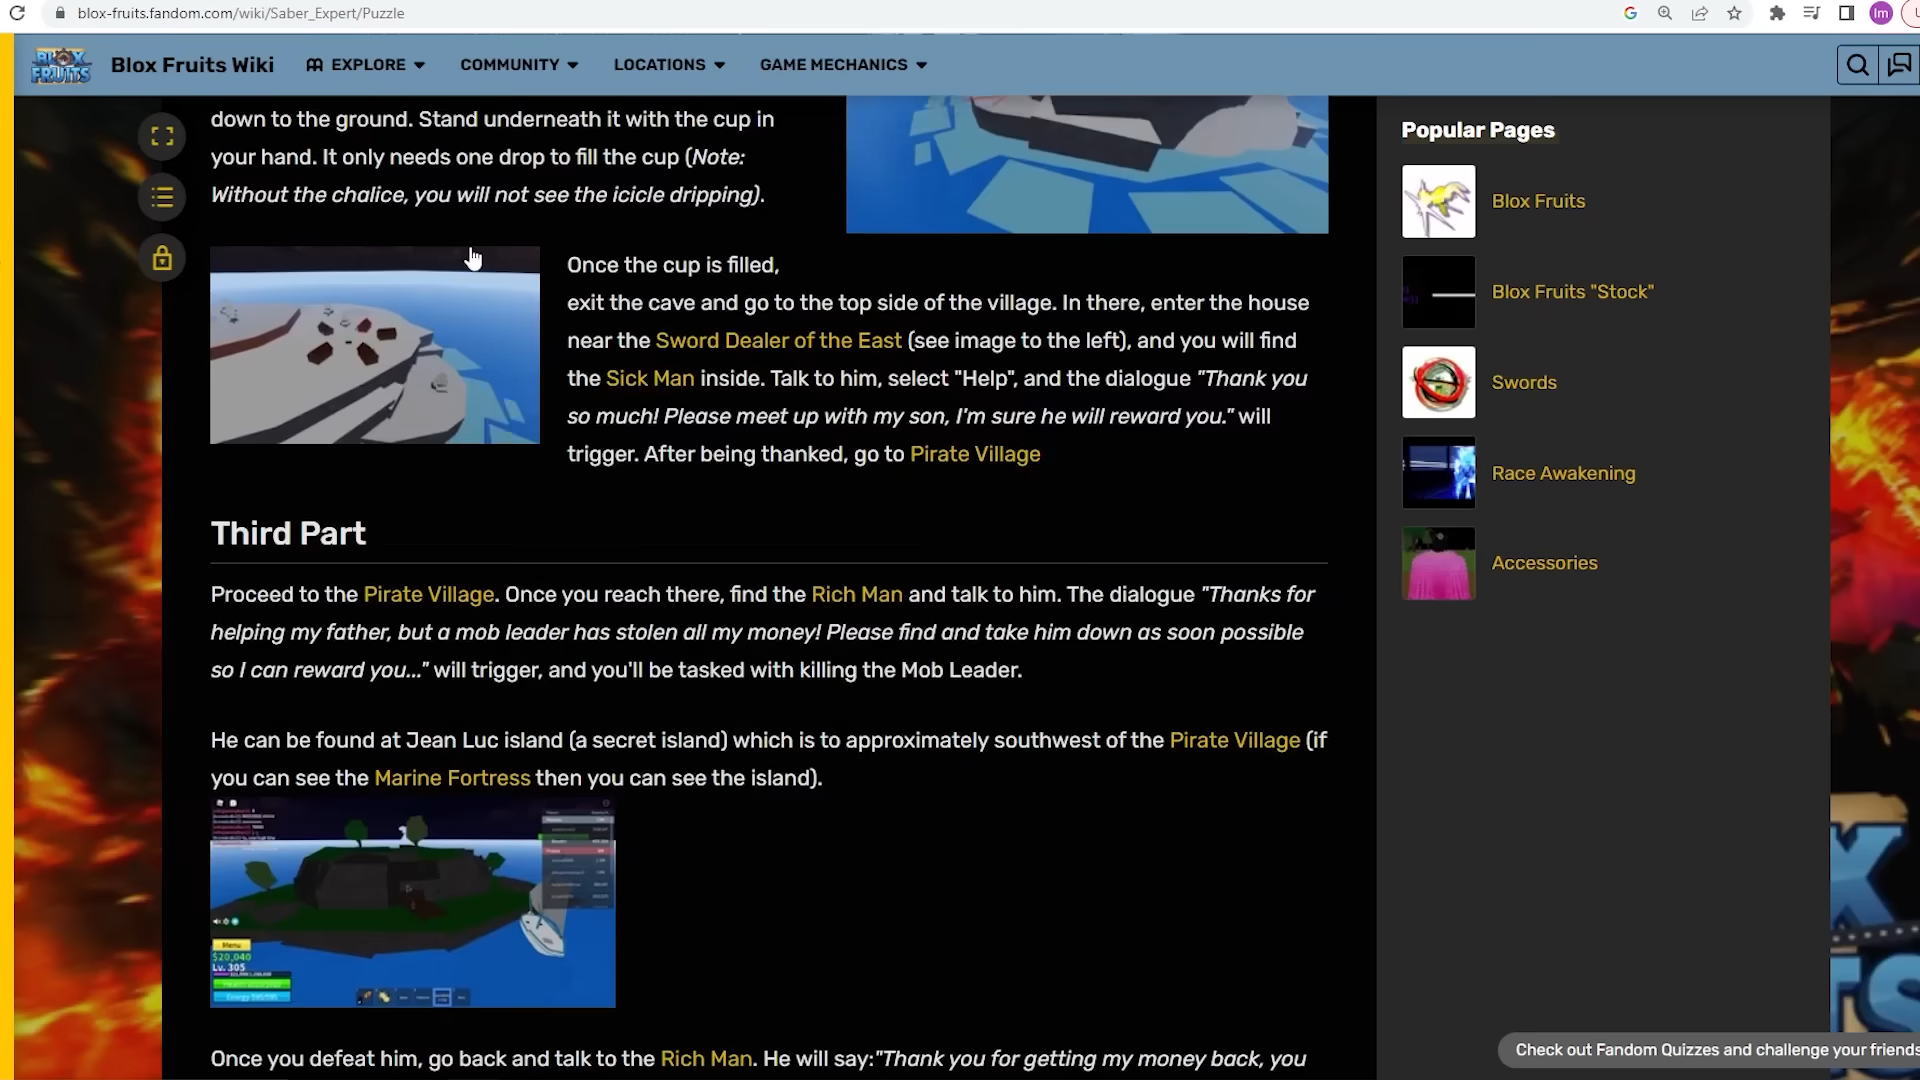 blox-fruits.fandom.com/wiki/Saber_Expert/Puzzle
Im
BLOX
FRUITS
Blox Fruits Wiki
EXPLORE
COMMUNITY
LOCATIONS
GAME MECHANICS
down to the ground. Stand underneath it with the cup in
your hand. It only needs one drop to fill the cup (Note:
Without the chalice, you will not see the icicle dripping).
Once the cup is filled,
exit the cave and go to the top side of the village. In there, enter the house
near the Sword Dealer of the East (see image to the left), and you will find
the Sick Man inside. Talk to him, select "Help", and the dialogue "Thank you
so much! Please meet up with my son, I'm sure he will reward you." will
trigger. After being thanked, go to Pirate Village
Third Part
Proceed to the Pirate Village. Once you reach there, find the Rich Man and talk to him. The dialogue "Thanks for
helping my father, but a mob leader has stolen all my money! Please find and take him down as soon possible
so I can reward you..." will trigger, and you'll be tasked with killing the Mob Leader.
He can be found at Jean Luc island (a secret island) which is to approximately southwest of the Pirate Village (if
you can see the Marine Fortress then you can see the island).
Menu
$20,040
Lv. 305
Once you defeat him, go back and talk to the Rich Man. He will say:"Thank you for getting my money back, you
Popular Pages
Blox Fruits
Blox Fruits "Stock"
Swords
Race Awakening
Accessories
Check out Fandom Quizzes and challenge your friends